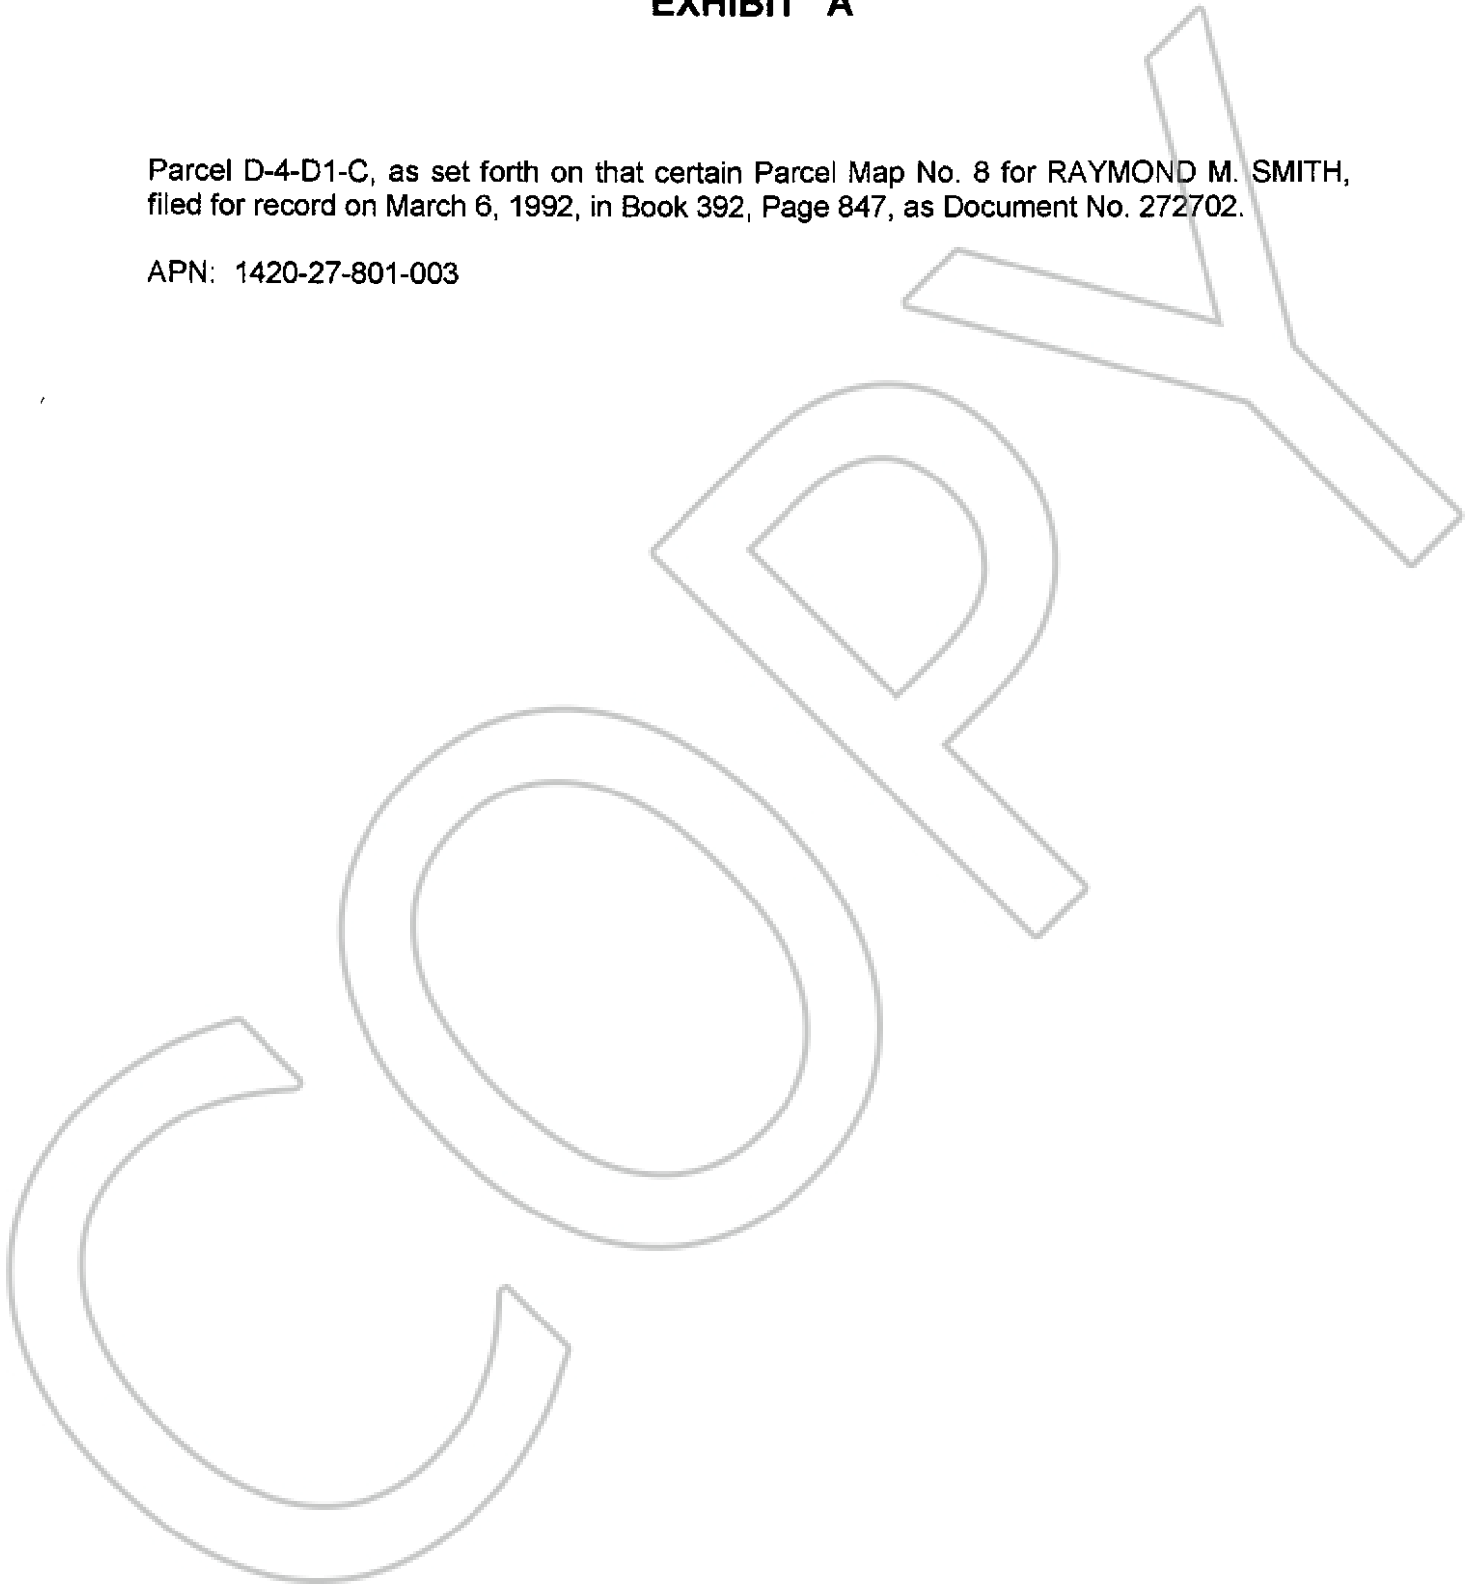 EXHIBIT "A"
Parcel D-4-D1-C, as set forth on that certain Parcel Map No. 8 for RAYMOND M. SMITH,
filed for record on March 6, 1992, in Book 392, Page 847, as Document No. 272702.
APN: 1420-27-801-003
COPY